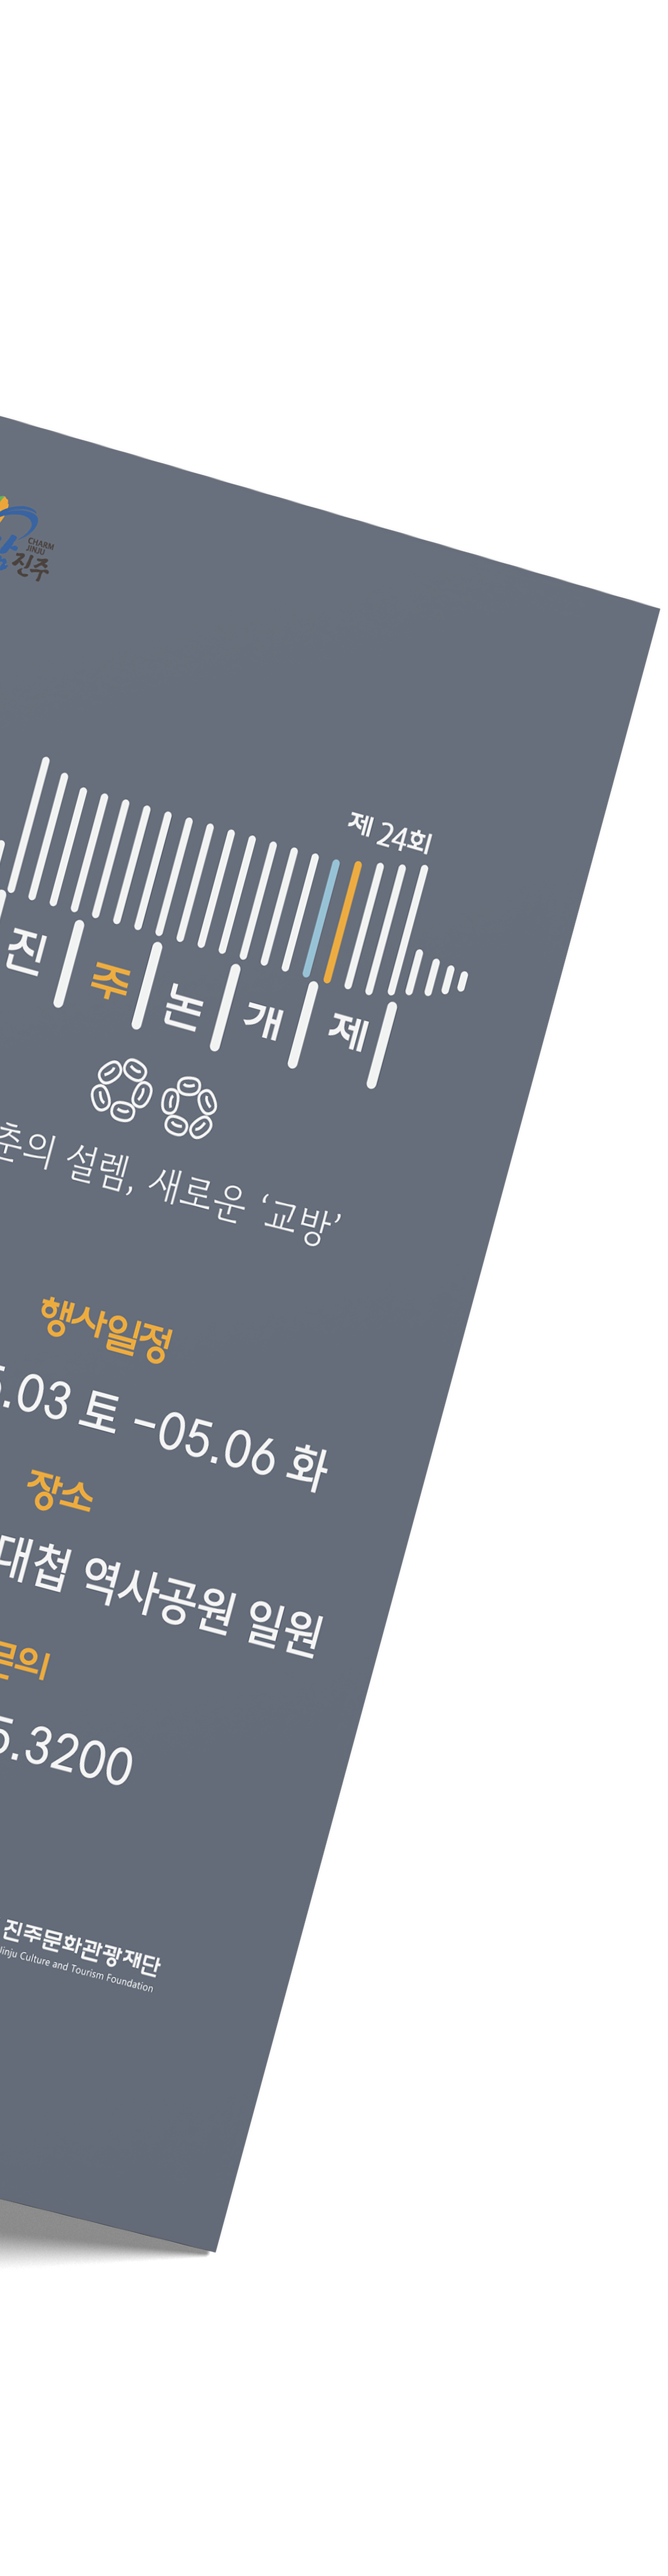 CHARM
JINJU
진주
제 24회
진주논개제
의 설렘, 새로운 ‘교방’
행사일정
.03 토 -05.06 화
장소
대첩 역사공원 일원
문의
5.3200
진주문화관광재단
Jinju Culture and Tourism Foundation